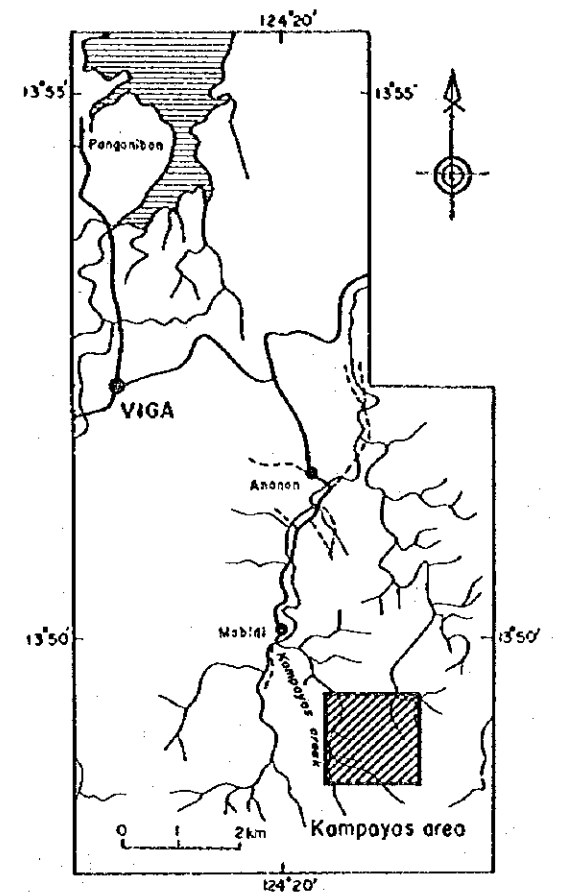 124°20'
13°55'
13°55'
Panganiban
VIGA
Ananon
Mabidi
13°50'
13°50'
Kampayas creek
0 1 2km
Kampayas area
124°20'